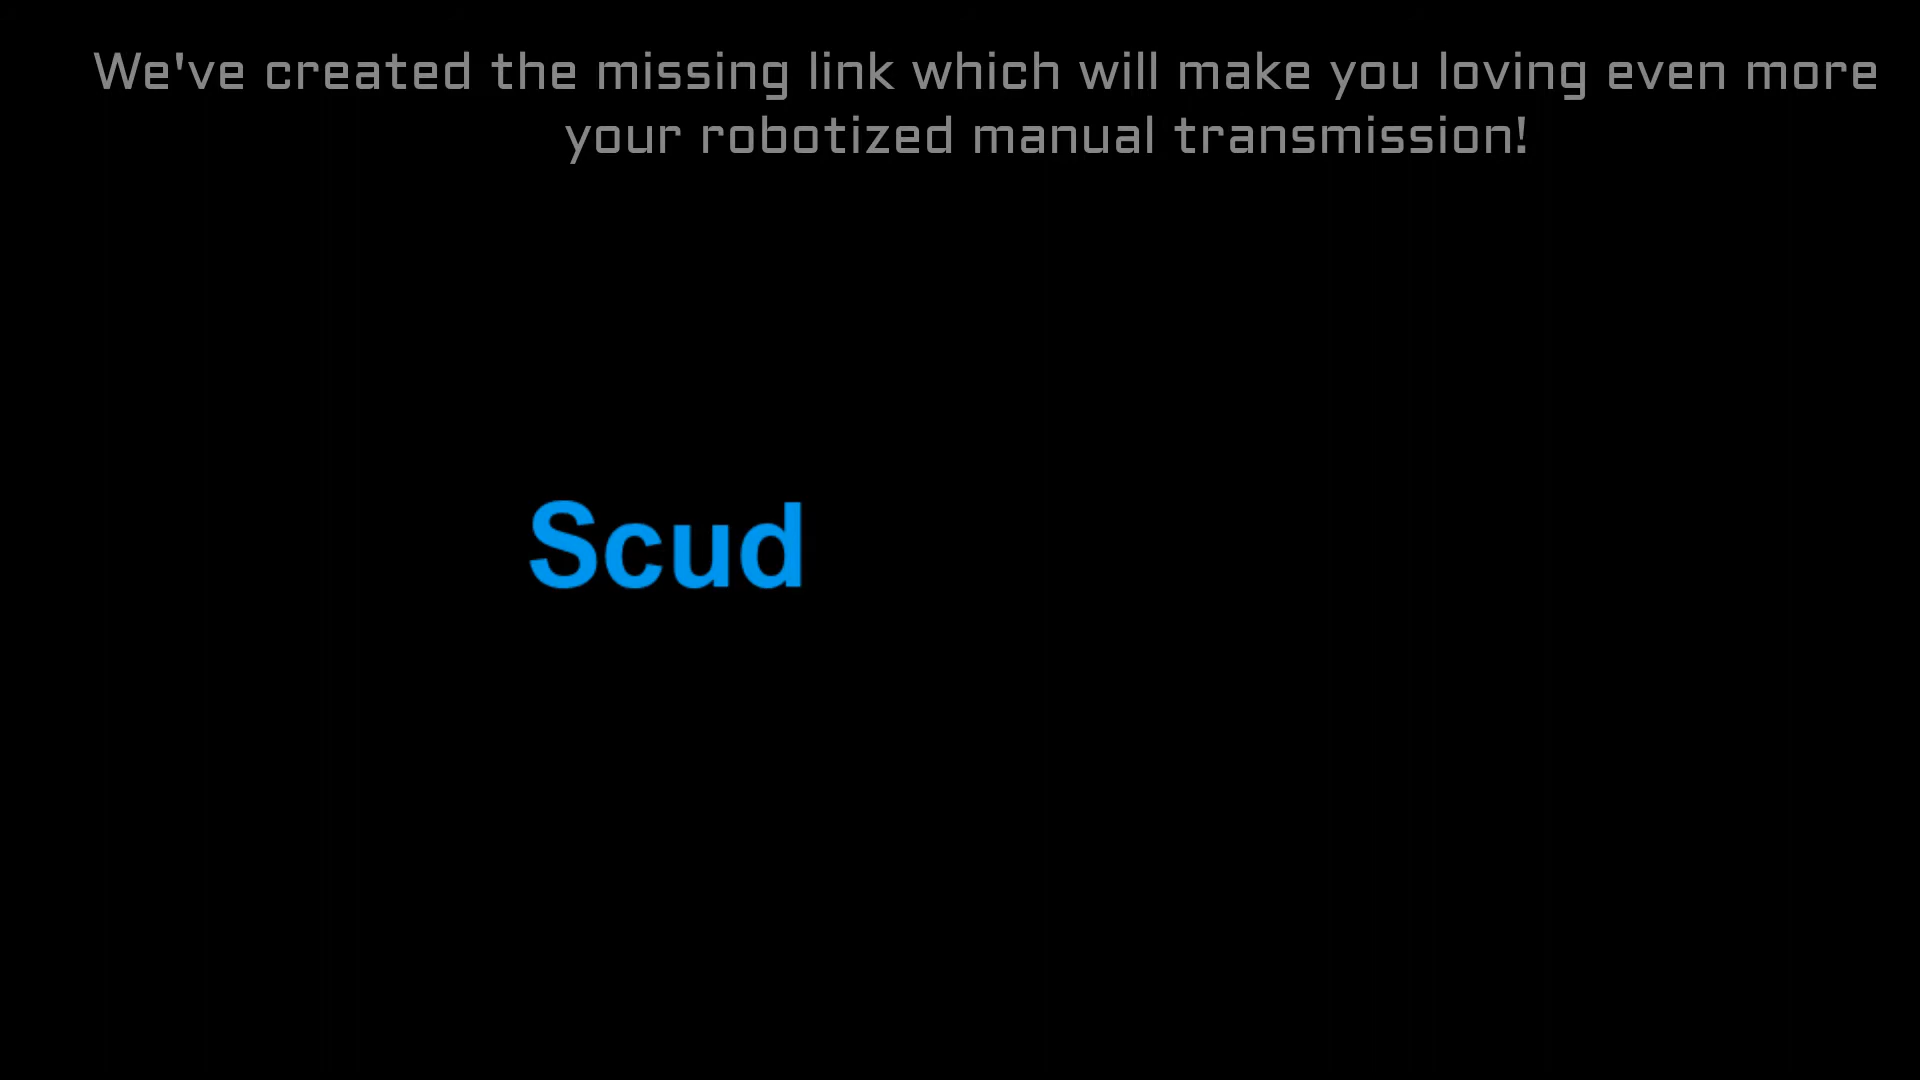 We've created the missing link which will make you loving even more
your robotized manual transmission!
Scud